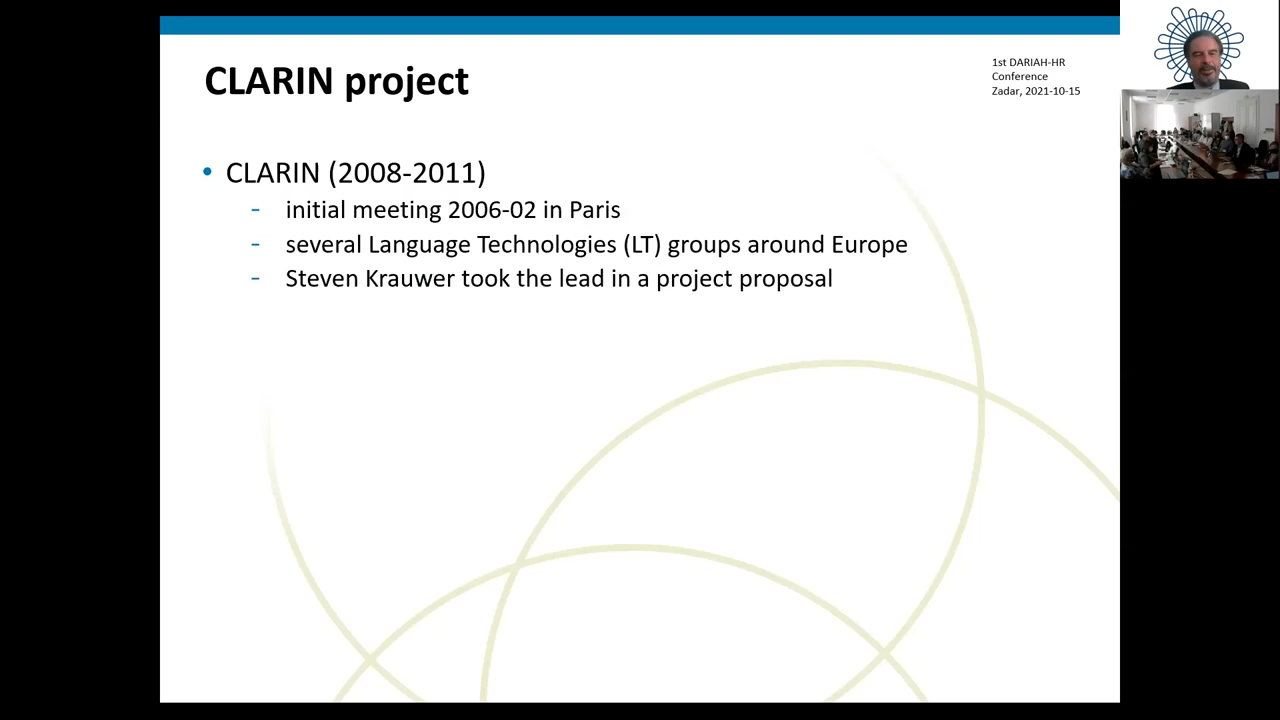 CLARIN project
1st DARIAH-HR
Conference
Zadar, 2021-10-15
• CLARIN (2008-2011)
- initial meeting 2006-02 in Paris
- several Language Technologies (LT) groups around Europe
- Steven Krauwer took the lead in a project proposal